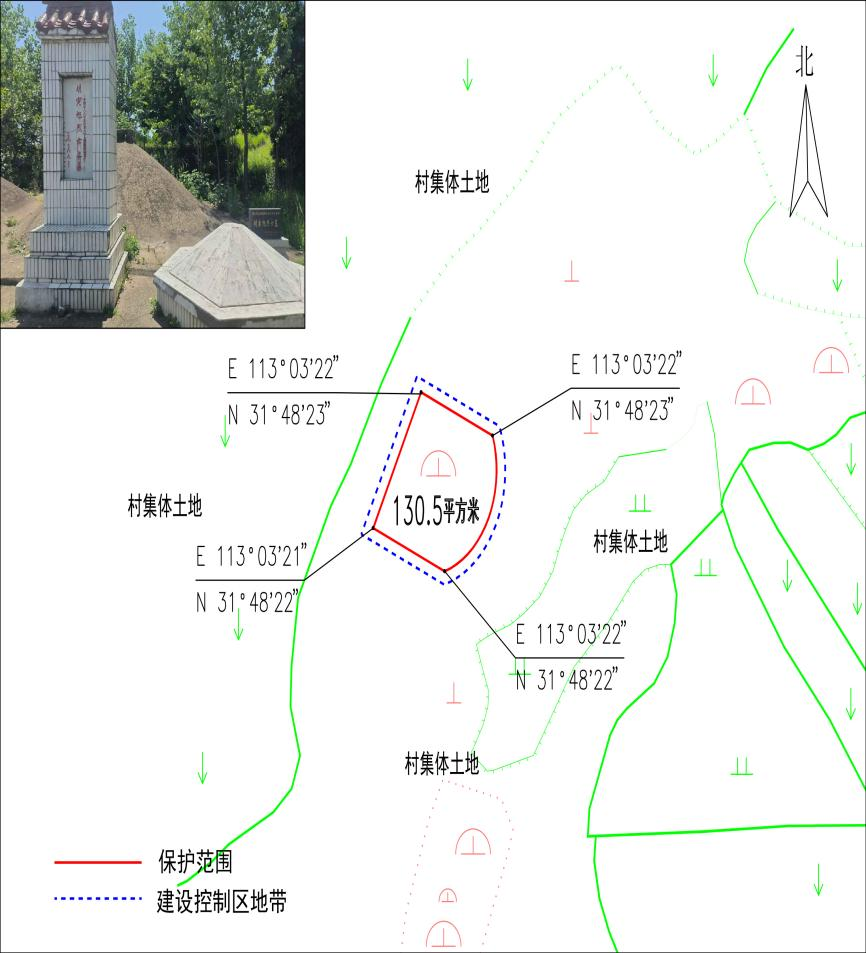 北
村集体土地
E 113°03'22"
N 31°48'23"
E 113°03'22"
N 31°48'23"
130.5平方米
村集体土地
村集体土地
E 113°03'21"
N 31°48'22"
E 113°03'22"
N 31°48'22"
村集体土地
保护范围
建设控制区地带